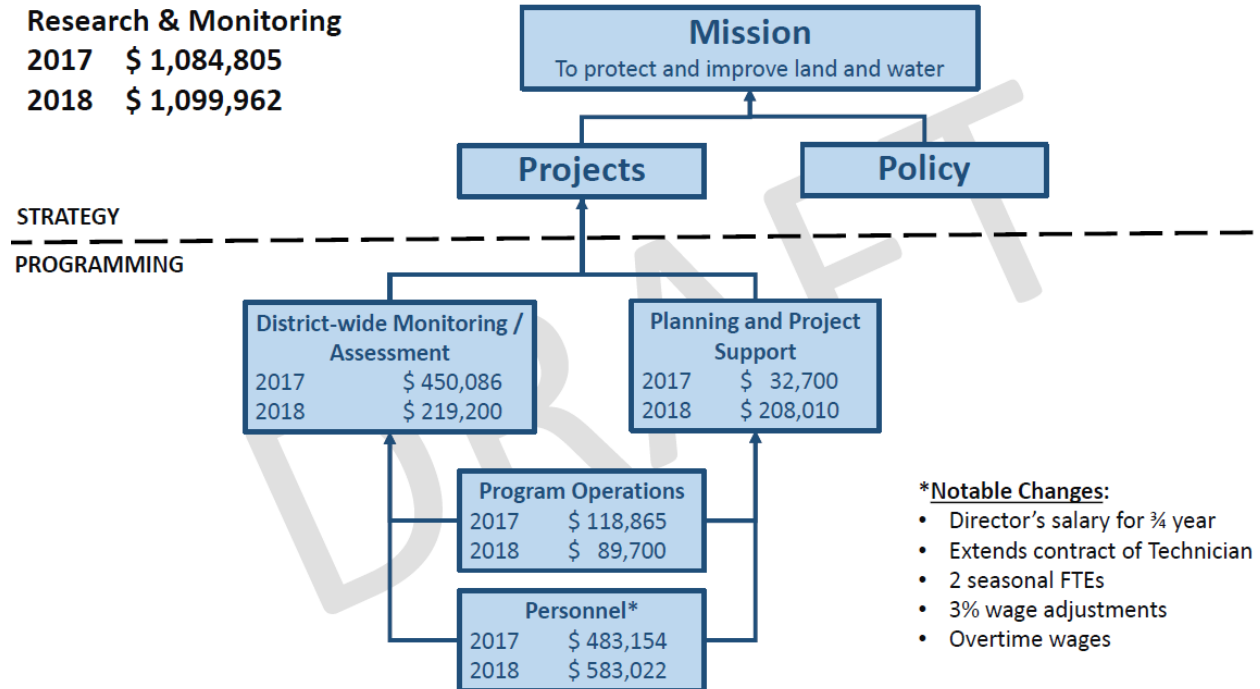 Research & Monitoring
2017 $ 1,084,805
2018 $ 1,099,962
Mission
To protect and improve land and water
Projects
Policy
STRATEGY
PROGRAMMING
District-wide Monitoring /
Assessment
2017 $ 450,086
2018 $ 219,200
Planning and Project
Support
2017 $ 32,700
2018 $ 208,010
Program Operations
2017 $ 118,865
2018 $ 89,700
Personnel*
2017 $ 483,154
2018 $ 583,022
*Notable Changes:
• Director’s salary for ¾ year
• Extends contract of Technician
• 2 seasonal FTEs
• 3% wage adjustments
• Overtime wages
DRAFT